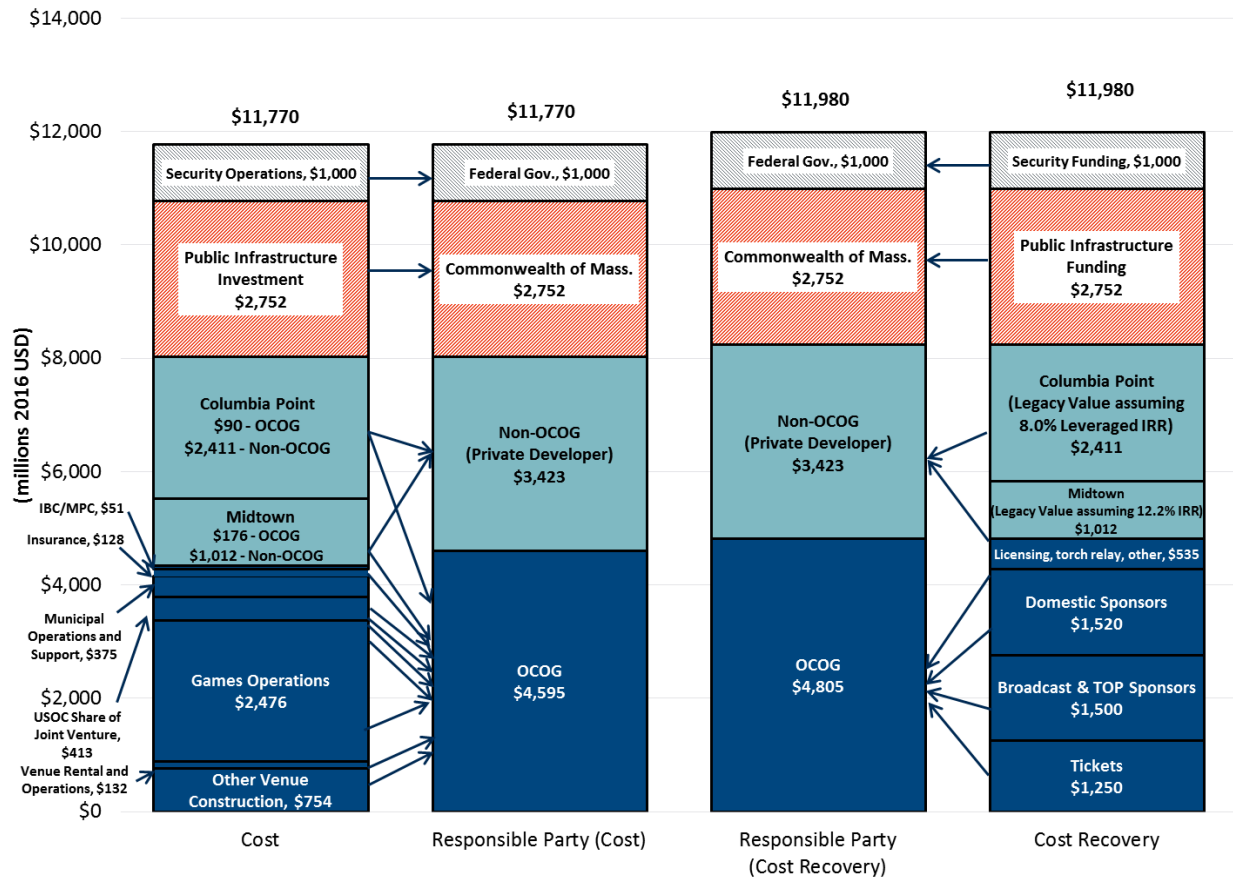 $14,000
$12,000
$10,000
$8,000
$6,000
$4,000
$2,000
$0
(millions 2016 USD)
$11,770
Security Operations, $1,000
Public Infrastructure
Investment
$2,752
Columbia Point
$90 - OCOG
$2,411 - Non-OCOG
Midtown
$176 - OCOG
$1,012 - Non-OCOG
IBC/MPC, $51
Insurance, $128
Municipal
Operations and
Support, $375
USOC Share of
Joint Venture,
$413
Venue Rental and
Operations, $132
Games Operations
$2,476
Other Venue
Construction, $754
Cost
$11,770
Federal Gov., $1,000
Commonwealth of Mass.
$2,752
Non-OCOG
(Private Developer)
$3,423
OCOG
$4,595
Responsible Party (Cost)
$11,980
Federal Gov., $1,000
Commonwealth of Mass.
$2,752
Non-OCOG
(Private Developer)
$3,423
OCOG
$4,805
Responsible Party
(Cost Recovery)
$11,980
Security Funding, $1,000
Public Infrastructure
Funding
$2,752
Columbia Point
(Legacy Value assuming
8.0% Leveraged IRR)
$2,411
Midtown
(Legacy Value assuming 12.2% IRR)
$1,012
Licensing, torch relay, other, $535
Domestic Sponsors
$1,520
Broadcast & TOP Sponsors
$1,500
Tickets
$1,250
Cost Recovery